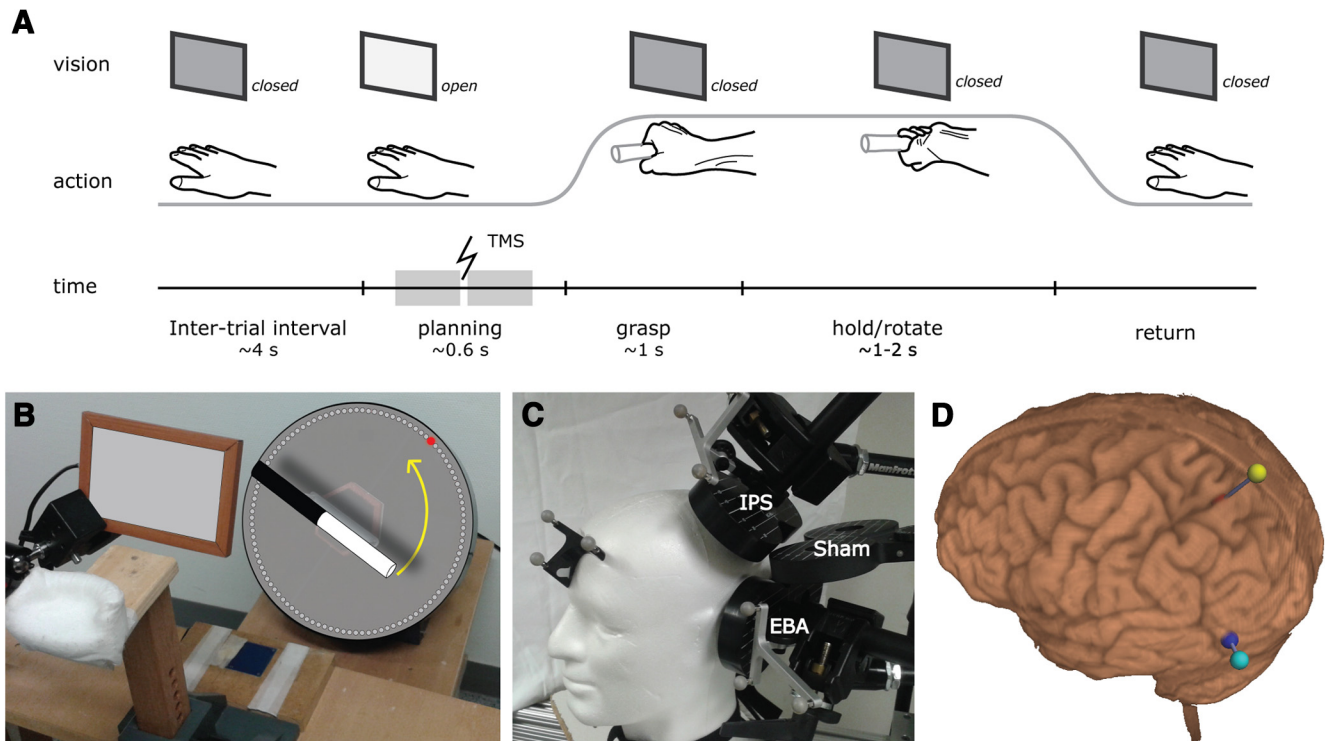 A
vision
closed
open
closed
closed
closed
action
TMS
time
Inter-trial interval
~4 s
planning
~0.6 s
grasp
~1 s
hold/rotate
~1-2 s
return
B
C
Manfrot
IPS
Sham
EBA
D